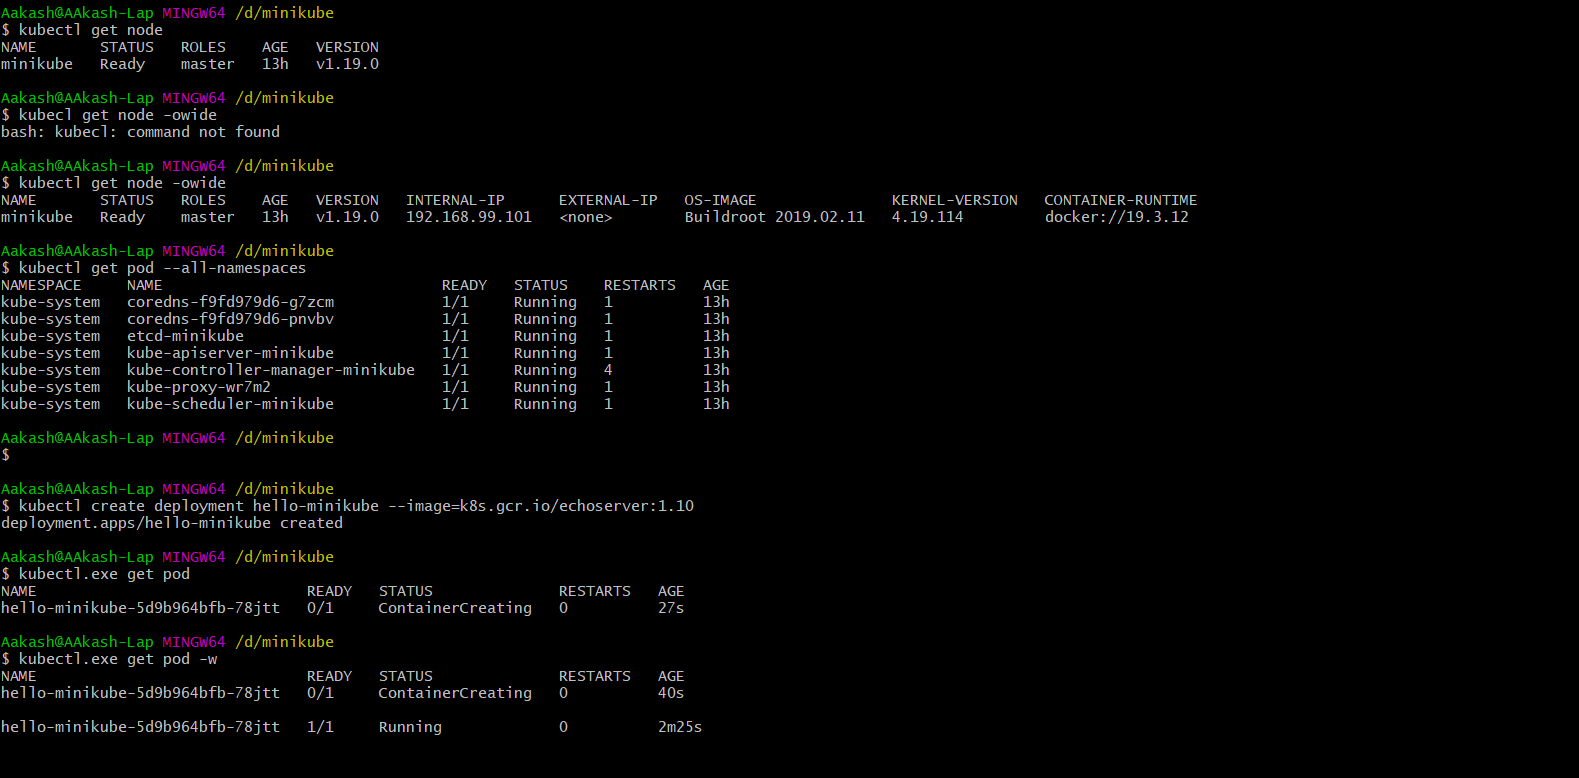 Aakash@AAkash-Lap MINGW64 /d/minikube
$ kubectl get node
NAME       STATUS   ROLES    AGE   VERSION
minikube   Ready    master   13h   v1.19.0
Aakash@AAkash-Lap MINGW64 /d/minikube
$ kubecl get node -owide
bash: kubecl: command not found
Aakash@AAkash-Lap MINGW64 /d/minikube
$ kubectl get node -owide
NAME       STATUS   ROLES    AGE   VERSION   INTERNAL-IP      EXTERNAL-IP   OS-IMAGE               KERNEL-VERSION   CONTAINER-RUNTIME
minikube   Ready    master   13h   v1.19.0   192.168.99.101   <none>        Buildroot 2019.02.11   4.19.114         docker://19.3.12
Aakash@AAkash-Lap MINGW64 /d/minikube
$ kubectl get pod --all-namespaces
NAMESPACE     NAME                               READY   STATUS    RESTARTS   AGE
kube-system   coredns-f9fd979d6-g7zcm            1/1     Running   1          13h
kube-system   coredns-f9fd979d6-pnvbv            1/1     Running   1          13h
kube-system   etcd-minikube                      1/1     Running   1          13h
kube-system   kube-apiserver-minikube            1/1     Running   1          13h
kube-system   kube-controller-manager-minikube   1/1     Running   4          13h
kube-system   kube-proxy-wr7m2                   1/1     Running   1          13h
kube-system   kube-scheduler-minikube            1/1     Running   1          13h
Aakash@AAkash-Lap MINGW64 /d/minikube
$
Aakash@AAkash-Lap MINGW64 /d/minikube
$ kubectl create deployment hello-minikube --image=k8s.gcr.io/echoserver:1.10
deployment.apps/hello-minikube created
Aakash@AAkash-Lap MINGW64 /d/minikube
$ kubectl.exe get pod
NAME                              READY   STATUS              RESTARTS   AGE
hello-minikube-5d9b964bfb-78jtt   0/1     ContainerCreating   0          27s
Aakash@AAkash-Lap MINGW64 /d/minikube
$ kubectl.exe get pod -w
NAME                              READY   STATUS              RESTARTS   AGE
hello-minikube-5d9b964bfb-78jtt   0/1     ContainerCreating   0          40s
hello-minikube-5d9b964bfb-78jtt   1/1     Running             0          2m25s